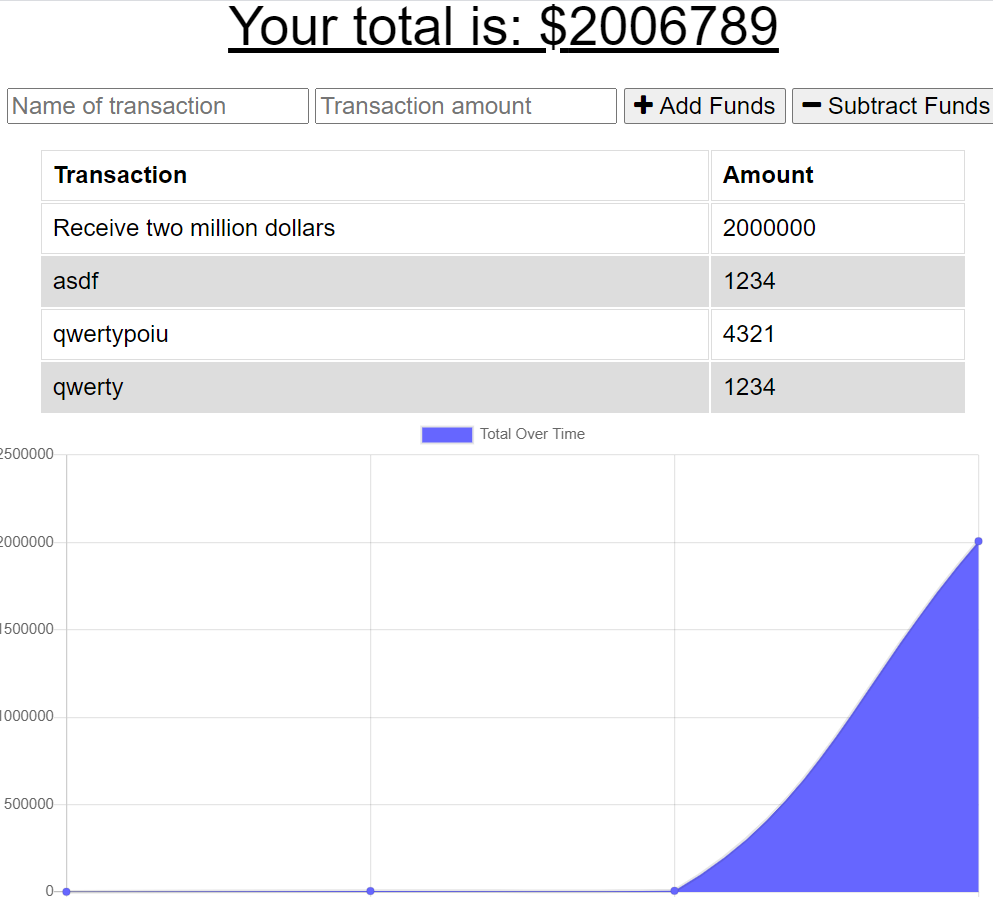 Your total is: $2006789
Name of transaction Transaction amount + Add Funds − Subtract Funds
Transaction Amount
Receive two million dollars 2000000
asdf 1234
qwertypoiu 4321
qwerty 1234
Total Over Time
2500000
2000000
1500000
1000000
500000
0